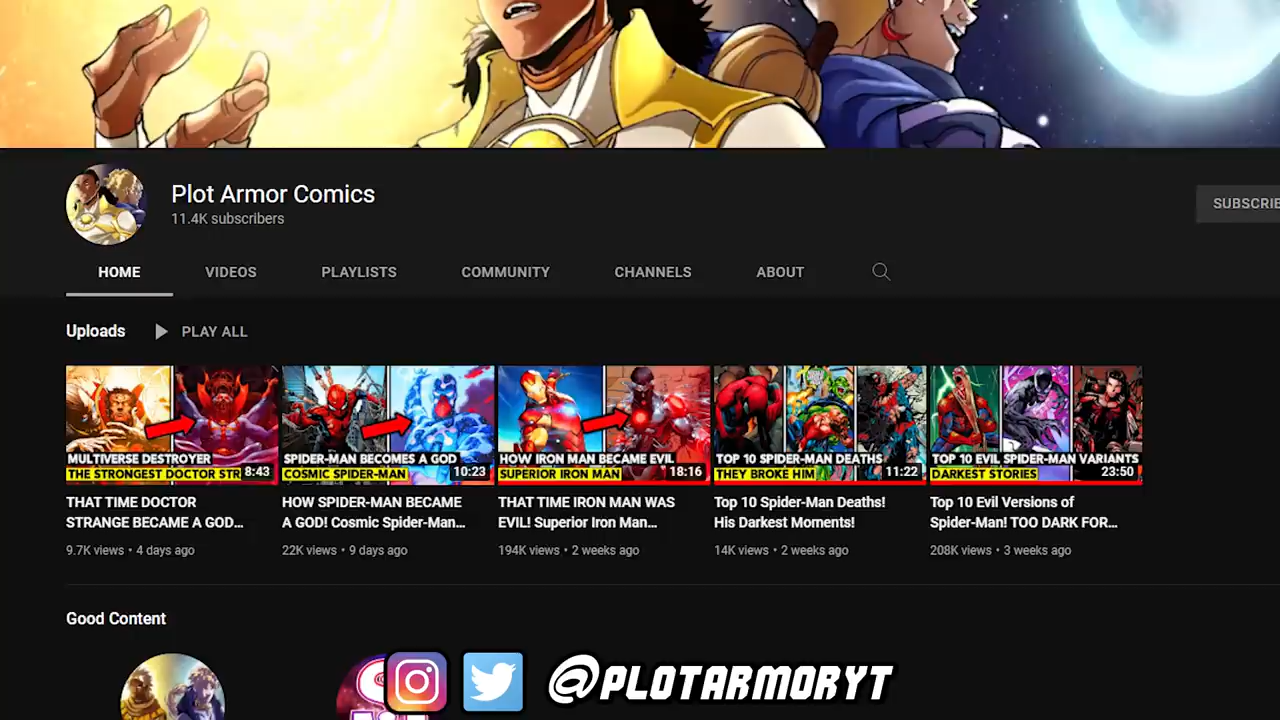 Plot Armor Comics
11.4K subscribers
SUBSCRIB
HOME VIDEOS PLAYLISTS COMMUNITY CHANNELS ABOUT
Uploads PLAY ALL
MULTIVERSE DESTROYER
THE STRONGEST DOCTOR STR 8:43
SPIDER-MAN BECOMES A GOD
COSMIC SPIDER-MAN 10:23
HOW IRON MAN BECAME EVIL
SUPERIOR IRON MAN 18:16
TOP 10 SPIDER-MAN DEATHS
THEY BROKE HIM 11:22
TOP 10 EVIL SPIDER-MAN VARIANTS
DARKEST STORIES 23:50
THAT TIME DOCTOR
STRANGE BECAME A GOD...
9.7K views • 4 days ago
HOW SPIDER-MAN BECAME
A GOD! Cosmic Spider-Man...
22K views • 9 days ago
THAT TIME IRON MAN WAS
EVIL! Superior Iron Man...
194K views • 2 weeks ago
Top 10 Spider-Man Deaths!
His Darkest Moments!
14K views • 2 weeks ago
Top 10 Evil Versions of
Spider-Man! TOO DARK FOR...
208K views • 3 weeks ago
Good Content
@PLOTARMORYT